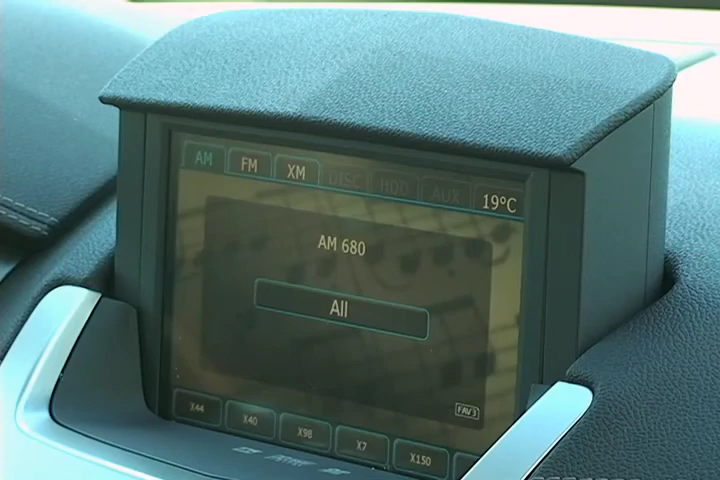 AM FM XM DISC HDD AUX 19°C
AM 680
All
FAV3
X44 X40 X98 X7 X150